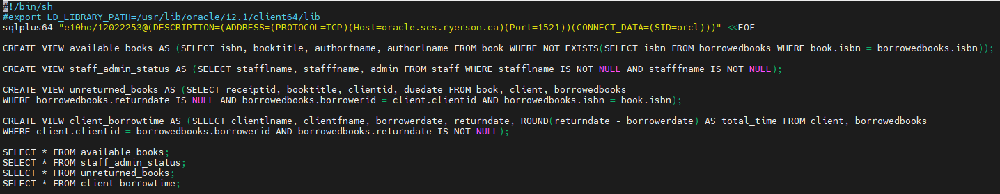 #!/bin/sh
#export LD_LIBRARY_PATH=/usr/lib/oracle/12.1/client64/lib
sqlplus64 "e10ho/12022253@(DESCRIPTION=(ADDRESS=(PROTOCOL=TCP)(Host=oracle.scs.ryerson.ca)(Port=1521))(CONNECT_DATA=(SID=orcl)))" <<EOF
CREATE VIEW available_books AS (SELECT isbn, booktitle, authorfname, authorlname FROM book WHERE NOT EXISTS(SELECT isbn FROM borrowedbooks WHERE book.isbn = borrowedbooks.isbn));
CREATE VIEW staff_admin_status AS (SELECT stafflname, stafffname, admin FROM staff WHERE stafflname IS NOT NULL AND stafffname IS NOT NULL);
CREATE VIEW unreturned_books AS (SELECT receiptid, booktitle, clientid, duedate FROM book, client, borrowedbooks
WHERE borrowedbooks.returndate IS NULL AND borrowedbooks.borrowerid = client.clientid AND borrowedbooks.isbn = book.isbn);
CREATE VIEW client_borrowtime AS (SELECT clientlname, clientfname, borrowerdate, returndate, ROUND(returndate - borrowerdate) AS total_time FROM client, borrowedbooks
WHERE client.clientid = borrowedbooks.borrowerid AND borrowedbooks.returndate IS NOT NULL);
SELECT * FROM available_books;
SELECT * FROM staff_admin_status;
SELECT * FROM unreturned_books;
SELECT * FROM client_borrowtime;